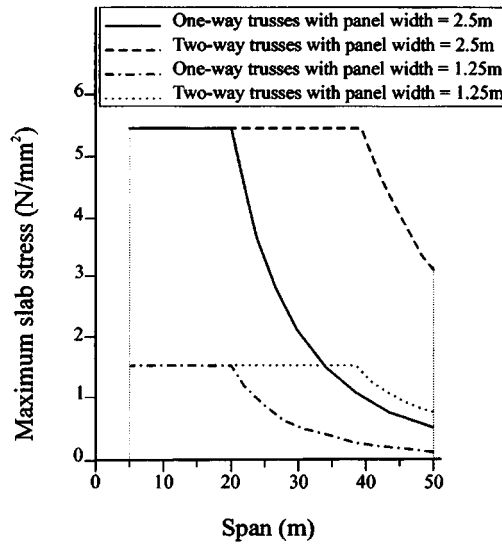 One-way trusses with panel width = 2.5m
Two-way trusses with panel width = 2.5m
One-way trusses with panel width = 1.25m
Two-way trusses with panel width = 1.25m
Maximum slab stress (N/mm²)
6
5
4
3
2
1
0
0 10 20 30 40 50
Span (m)